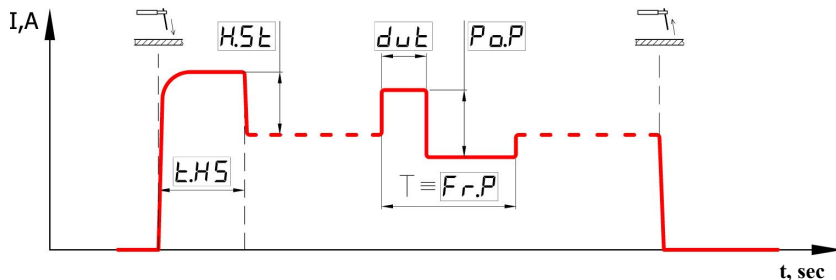 I,A
H.St
dut
Po.P
t.HS
T ≡ Fr.P
t, sec